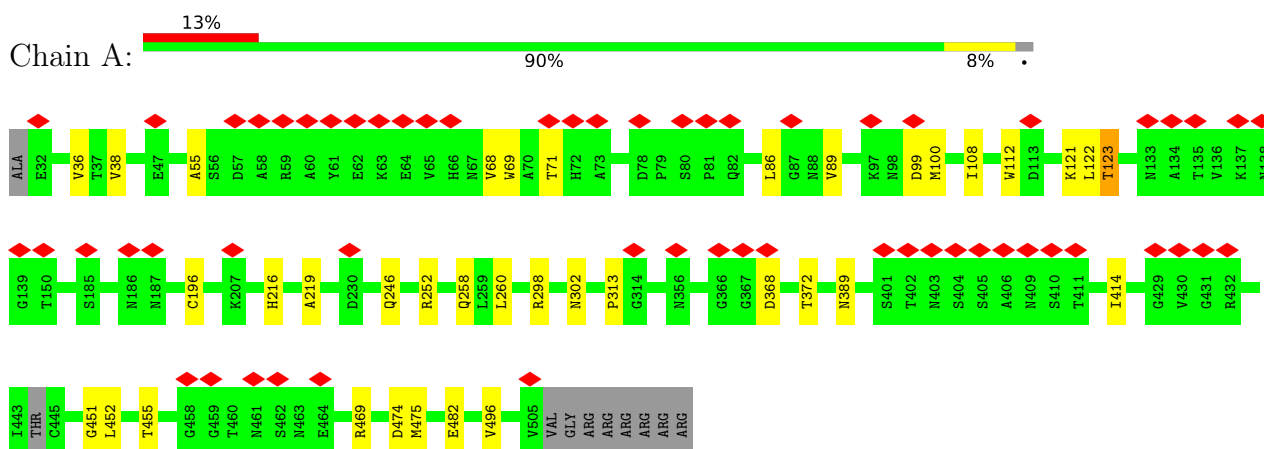 13%
Chain A:
90% 8% •
ALA E32 V36 T37 V38 E47 A55 S56 D57 A58 R59 A60 Y61 E62 K63 E64 V65 H66 N67 V68 W69 A70 T71 H72 A73 D78 P79 S80 P81 Q82 L86 G87 N88 V89 K97 N98 D99 M100 I108 W112 D113 K121 L122 T123 N133 A134 T135 V136 K137 N138
G139 T150 S185 N186 N187 C196 K207 H216 A219 D230 Q246 R252 Q258 L259 L260 R298 N302 P313 G314 N356 G366 G367 D368 T372 N389 S401 T402 N403 S404 S405 A406 N409 S410 T411 I414 G429 V430 G431 R432
I443 THR C445 G451 L452 T455 G458 G459 T460 N461 S462 N463 E464 R469 D474 M475 E482 V496 V505 VAL GLY ARG ARG ARG ARG ARG